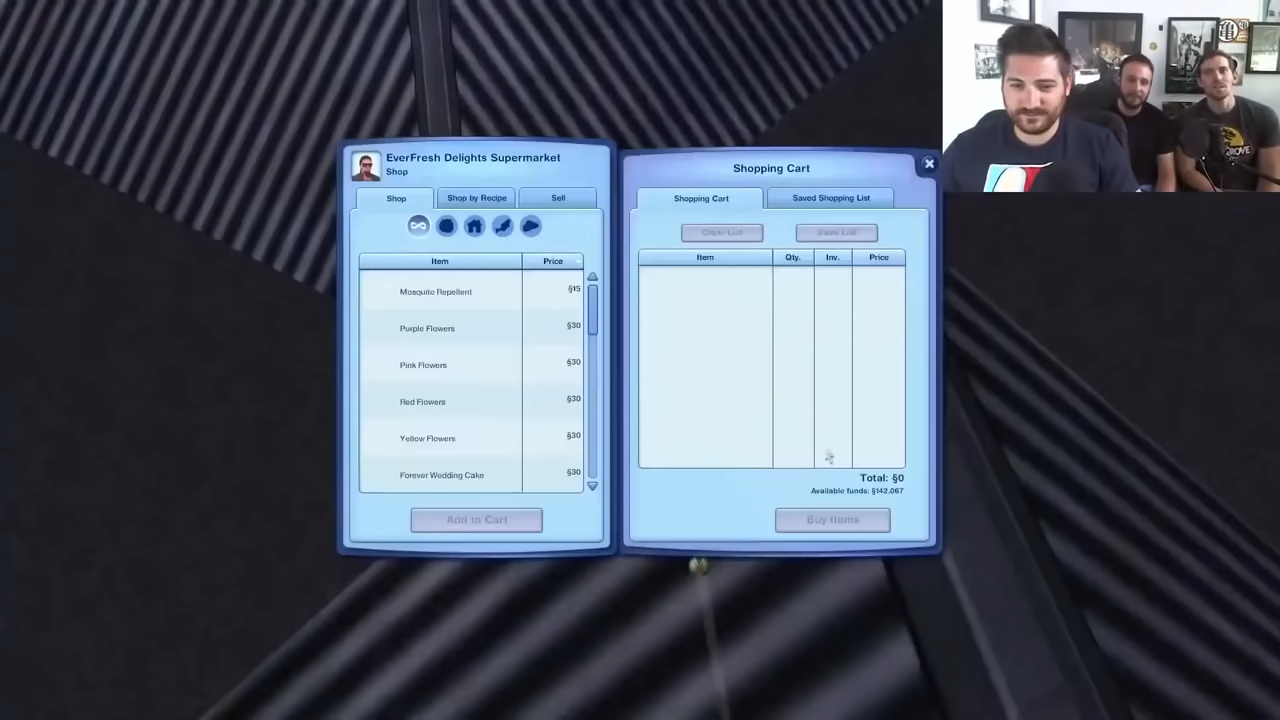 EverFresh Delights Supermarket
Shop
Shop
Shop by Recipe
Sell
Item
Price
Mosquito Repellent
§15
Purple Flowers
§30
Pink Flowers
§30
Red Flowers
§30
Yellow Flowers
§30
Forever Wedding Cake
§30
Add to Cart
Shopping Cart
Shopping Cart
Saved Shopping List
Clear List
Save List
Item
Qty.
Inv.
Price
Total: §0
Available funds: §142,067
Buy Items